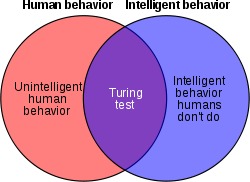 Human behavior
Intelligent behavior
Unintelligent
human
behavior
Turing
test
Intelligent
behavior
humans
don't do